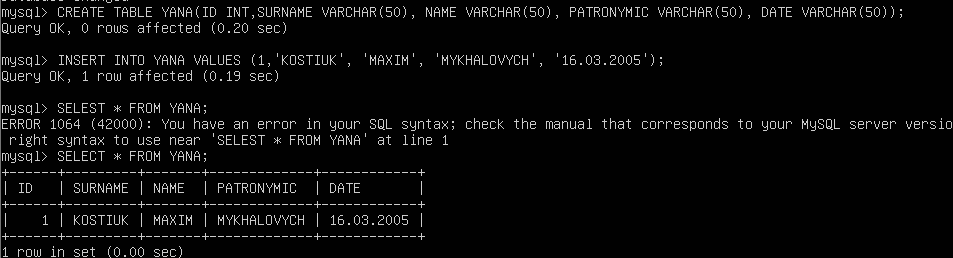 mysql> CREATE TABLE YANA(ID INT,SURNAME VARCHAR(50), NAME VARCHAR(50), PATRONYMIC VARCHAR(50), DATE VARCHAR(50));
Query OK, 0 rows affected (0.20 sec)
mysql> INSERT INTO YANA VALUES (1,'KOSTIUK', 'MAXIM', 'MYKHALOVYCH', '16.03.2005');
Query OK, 1 row affected (0.19 sec)
mysql> SELEST * FROM YANA;
ERROR 1064 (42000): You have an error in your SQL syntax; check the manual that corresponds to your MySQL server versio
right syntax to use near 'SELEST * FROM YANA' at line 1
mysql> SELECT * FROM YANA;
+------+---------+-------+-------------+------------+
| ID   | SURNAME | NAME  | PATRONYMIC  | DATE       |
+------+---------+-------+-------------+------------+
|    1 | KOSTIUK | MAXIM | MYKHALOVYCH | 16.03.2005 |
+------+---------+-------+-------------+------------+
1 row in set (0.00 sec)